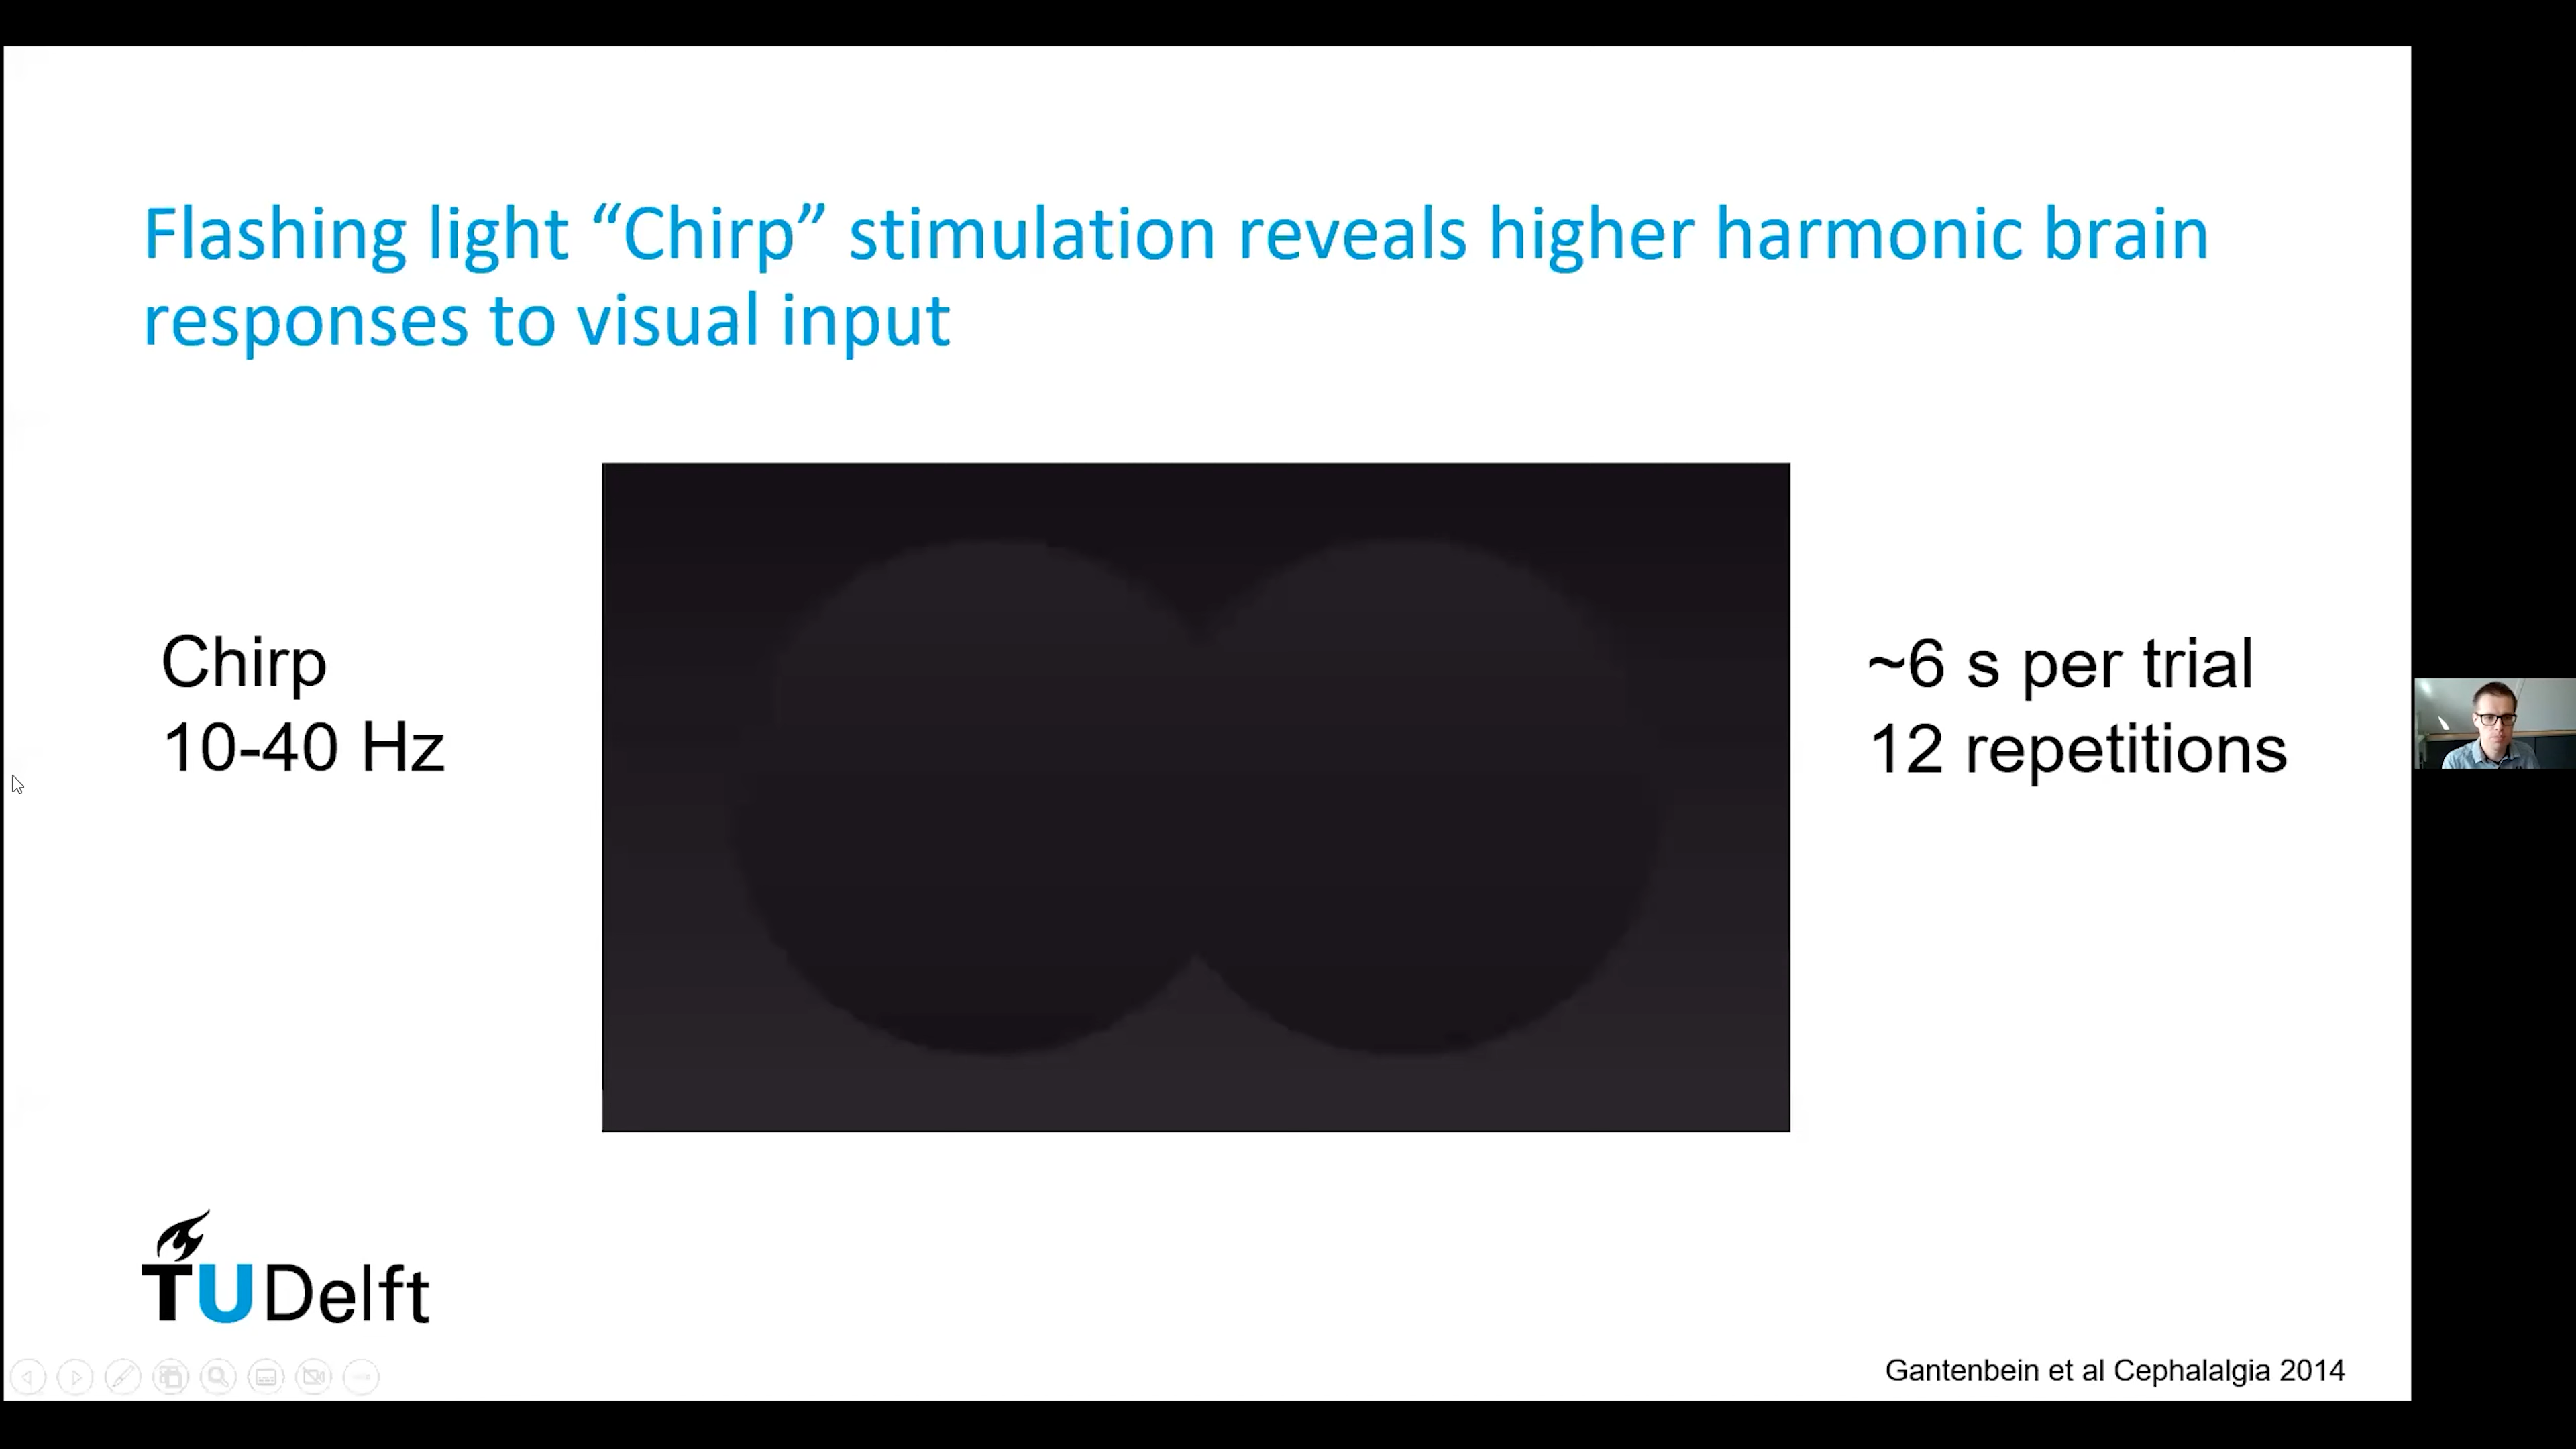 Flashing light “Chirp” stimulation reveals higher harmonic brain
responses to visual input
Chirp
10-40 Hz
~6 s per trial
12 repetitions
TUDelft
Gantenbein et al Cephalalgia 2014